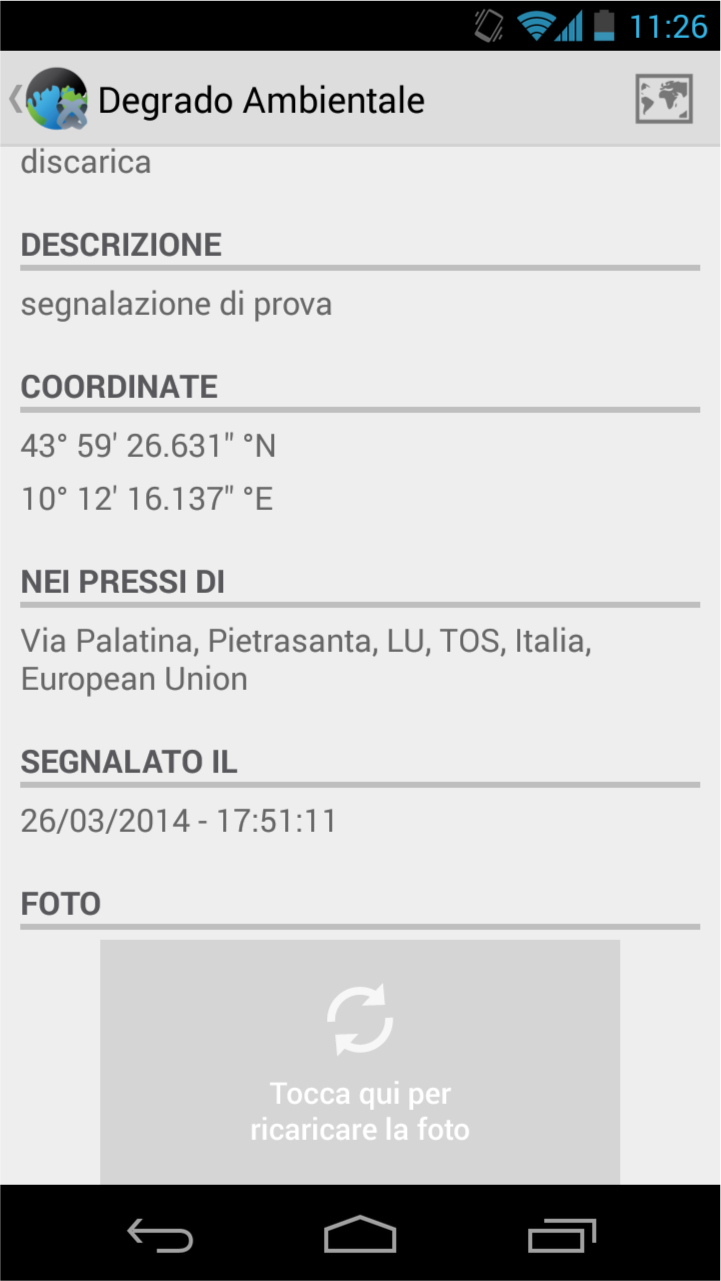 11:26
Degrado Ambientale
discarica
DESCRIZIONE
segnalazione di prova
COORDINATE
43° 59' 26.631" °N
10° 12' 16.137" °E
NEI PRESSI DI
Via Palatina, Pietrasanta, LU, TOS, Italia,
European Union
SEGNALATO IL
26/03/2014 - 17:51:11
FOTO
Tocca qui per
ricaricare la foto